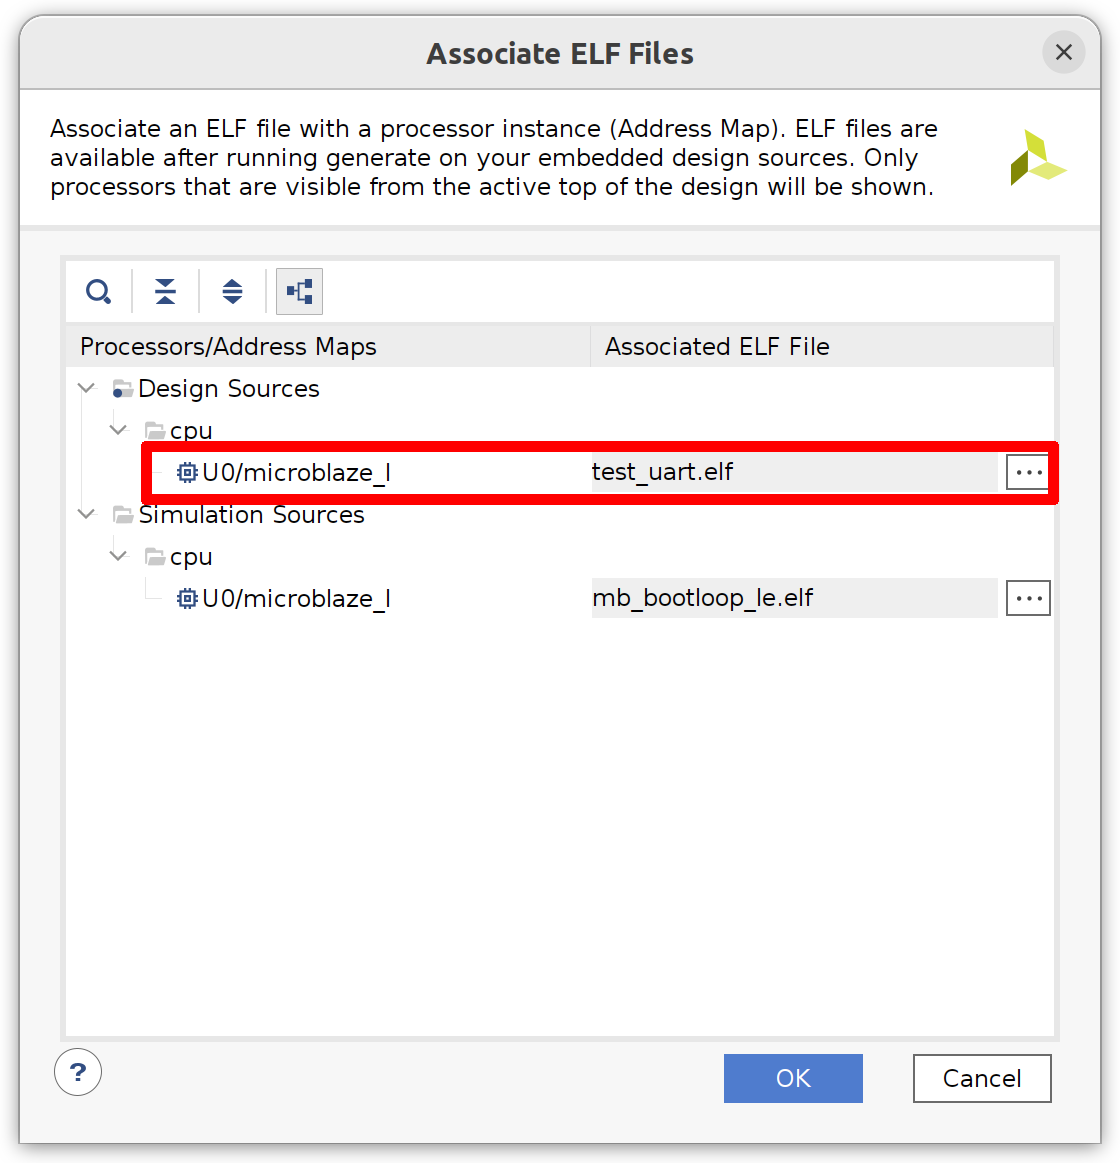 Associate ELF Files
Associate an ELF file with a processor instance (Address Map). ELF files are
available after running generate on your embedded design sources. Only
processors that are visible from the active top of the design will be shown.
Processors/Address Maps Associated ELF File
Design Sources
cpu
U0/microblaze_I test_uart.elf ...
Simulation Sources
cpu
U0/microblaze_I mb_bootloop_le.elf ...
? OK Cancel